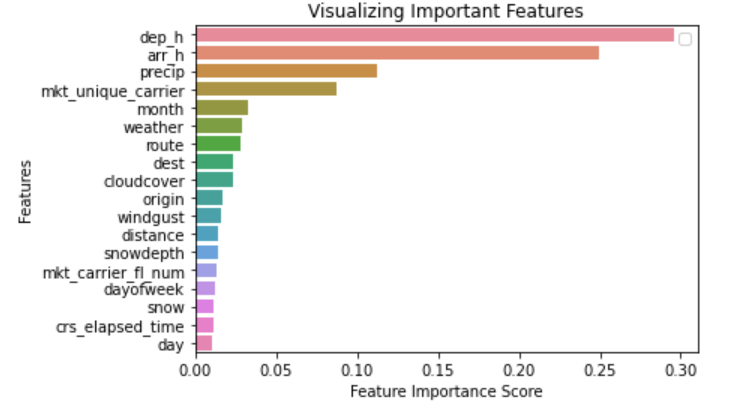 Visualizing Important Features
dep_h
arr_h
precip
mkt_unique_carrier
month
weather
route
dest
cloudcover
origin
windgust
distance
snowdepth
mkt_carrier_fl_num
dayofweek
snow
crs_elapsed_time
day
Features
0.00 0.05 0.10 0.15 0.20 0.25 0.30
Feature Importance Score